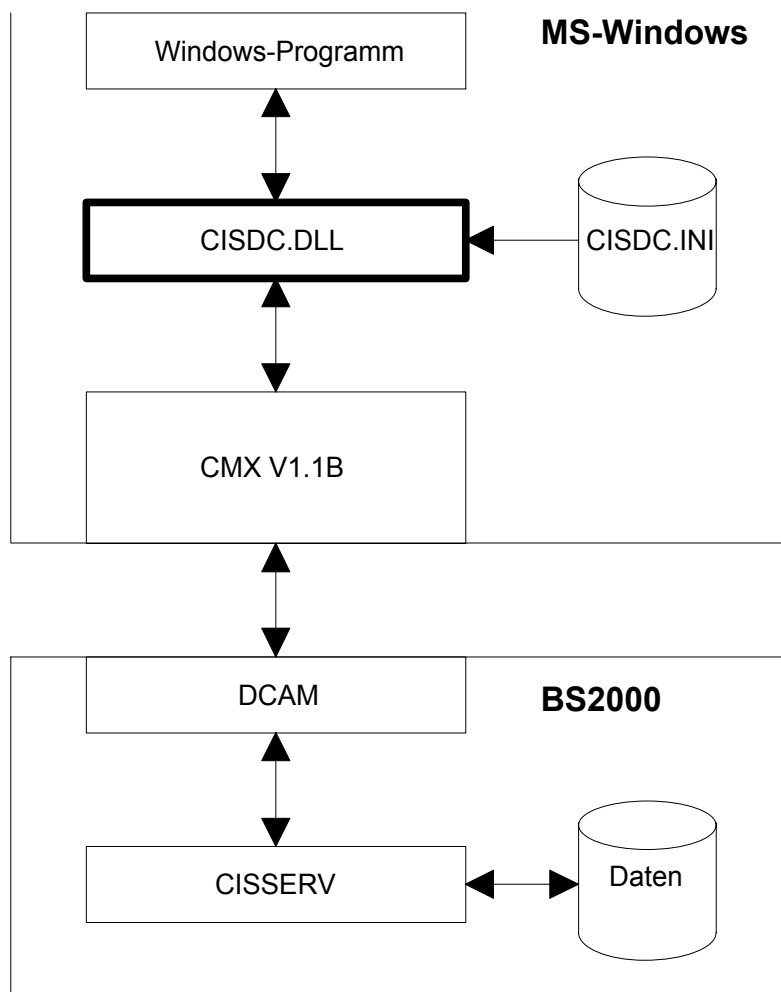 MS-Windows
Windows-Programm
CISDC.DLL
CISDC.INI
CMX V1.1B
DCAM
BS2000
CISSERV
Daten